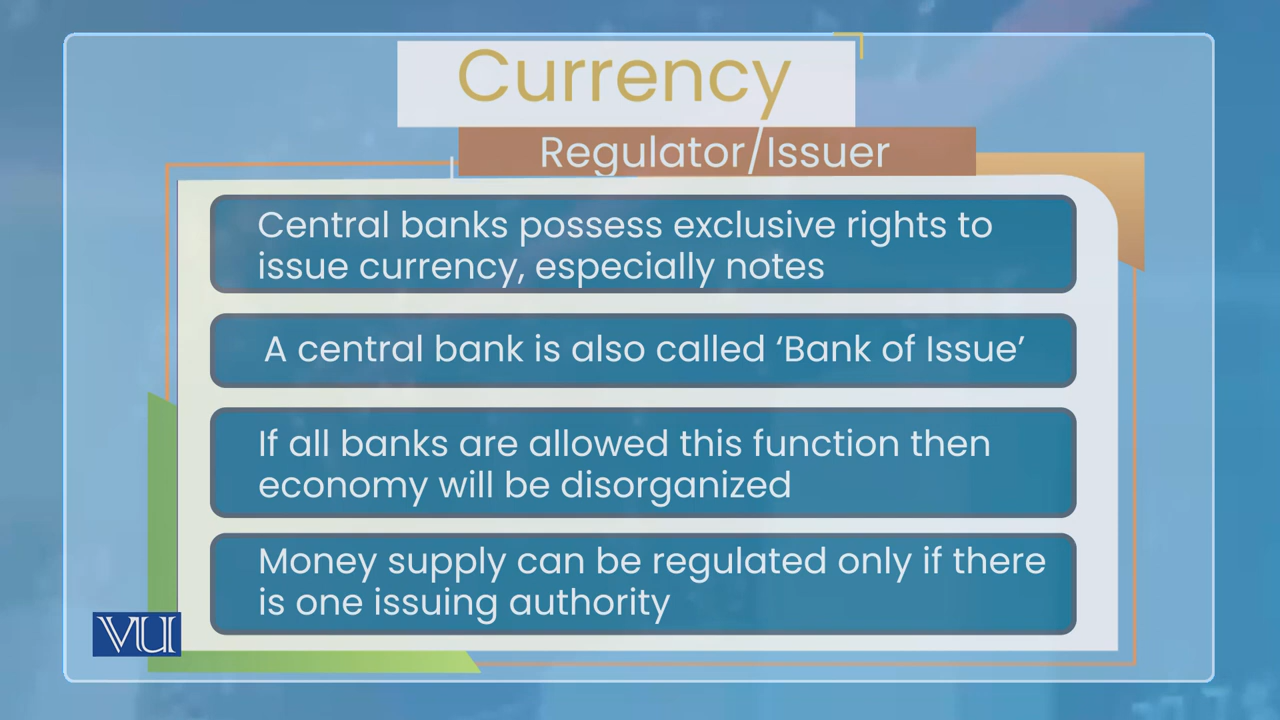 Currency
Regulator/Issuer
Central banks possess exclusive rights to
issue currency, especially notes
A central bank is also called ‘Bank of Issue’
If all banks are allowed this function then
economy will be disorganized
Money supply can be regulated only if there
is one issuing authority
VU